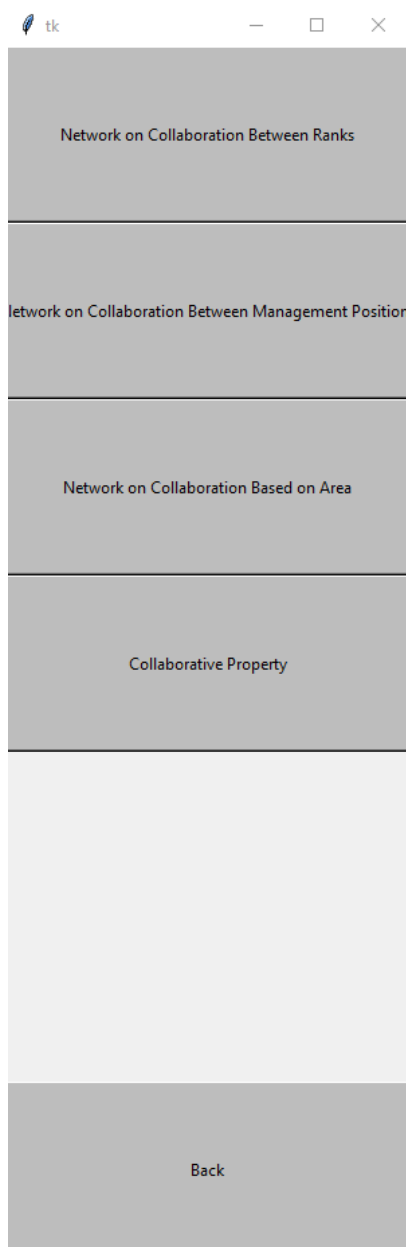 tk
Network on Collaboration Between Ranks
letwork on Collaboration Between Management Position
Network on Collaboration Based on Area
Collaborative Property
Back